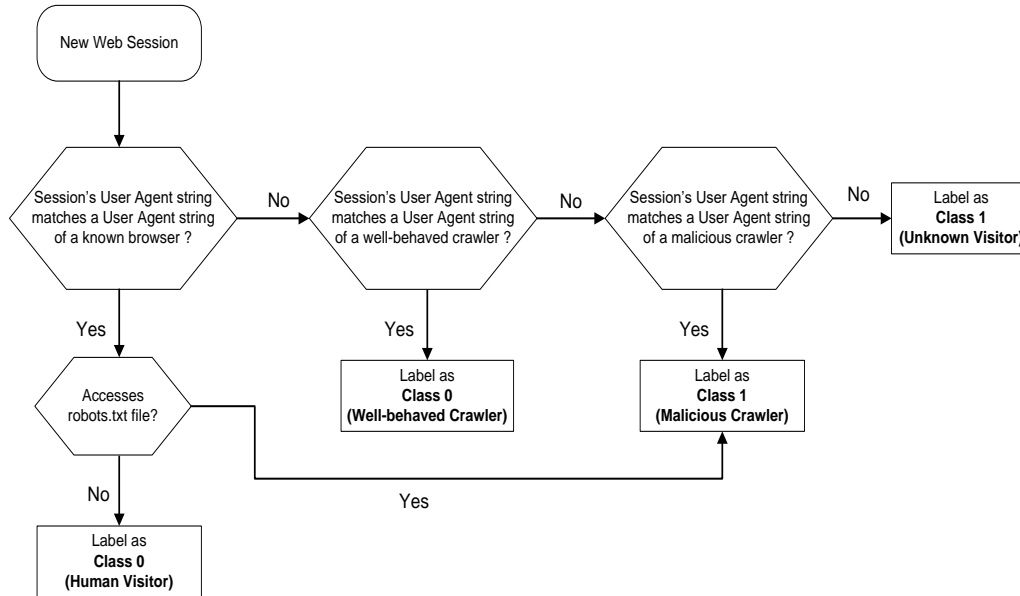 New Web Session
Session's User Agent string
matches a User Agent string
of a known browser ?
No
Session's User Agent string
matches a User Agent string
of a well-behaved crawler ?
No
Session's User Agent string
matches a User Agent string
of a malicious crawler ?
No
Label as
Class 1
(Unknown Visitor)
Yes
Yes
Yes
Accesses
robots.txt file?
Label as
Class 0
(Well-behaved Crawler)
Label as
Class 1
(Malicious Crawler)
No
Yes
Label as
Class 0
(Human Visitor)